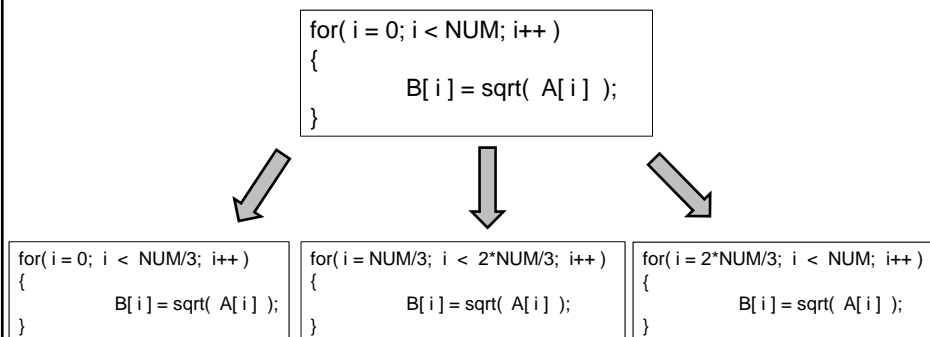 for( i = 0; i < NUM; i++ )
{
B[ i ] = sqrt( A[ i ] );
}
for( i = 0; i < NUM/3; i++ )
{
B[ i ] = sqrt( A[ i ] );
}
for( i = NUM/3; i < 2*NUM/3; i++ )
{
B[ i ] = sqrt( A[ i ] );
}
for( i = 2*NUM/3; i < NUM; i++ )
{
B[ i ] = sqrt( A[ i ] );
}